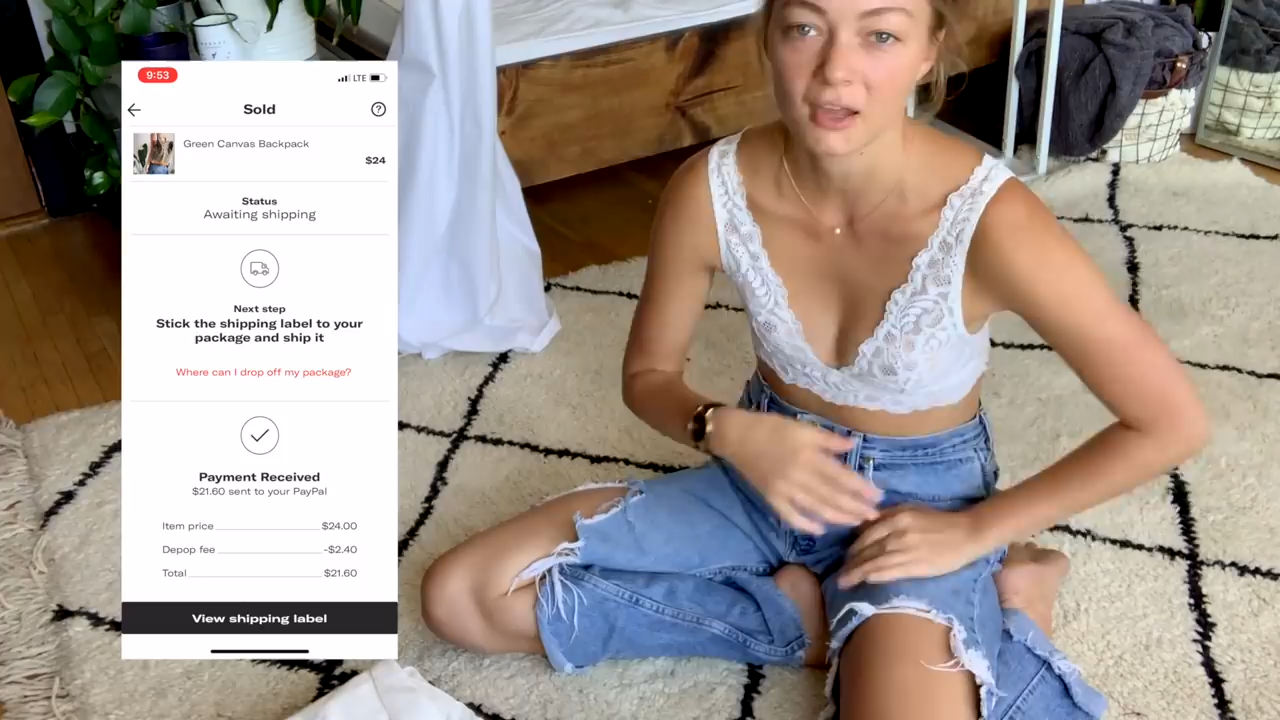 9:53
LTE
Sold
?
Green Canvas Backpack
$24
Status
Awaiting shipping
Next step
Stick the shipping label to your
package and ship it
Where can I drop off my package?
Payment Received
$21.60 sent to your PayPal
Item price $24.00
Depop fee -$2.40
Total $21.60
View shipping label